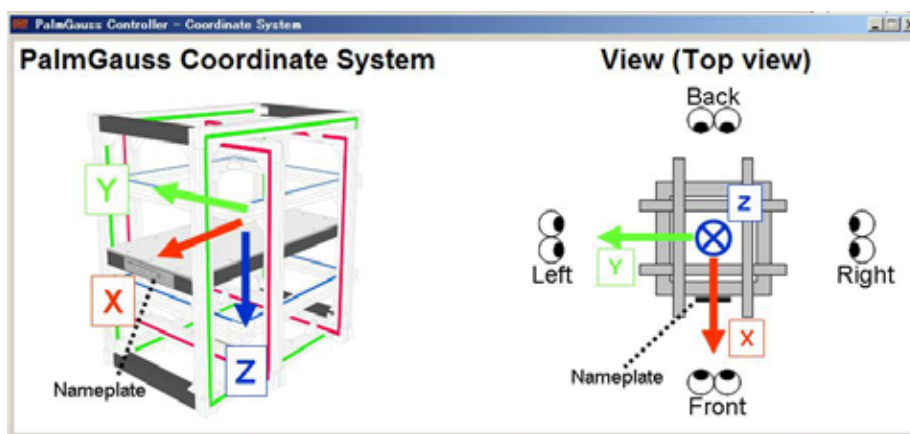 PalmGauss Controller - Coordinate System
PalmGauss Coordinate System
View (Top view)
Back
Y
Z
Left
Y
Right
X
X
Z
Nameplate
Nameplate
Front